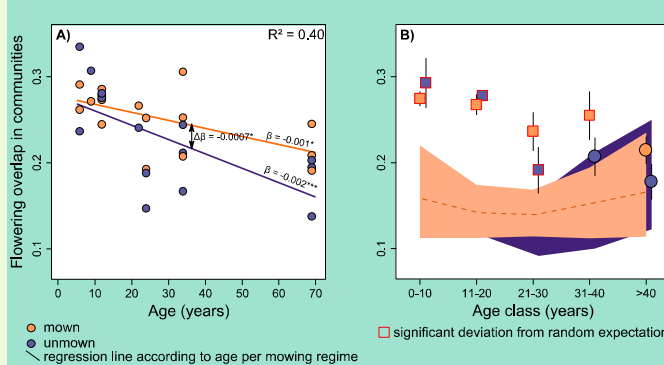 A)
R² = 0,40
Flowering overlap in communities
0.3
0.2
0.1
Δβ = -0.0007*
β = -0.001*
β = -0.002***
0 10 20 30 40 50 60 70
Age (years)
mown
unmown
regression line according to age per mowing regime
B)
0.3
0.2
0.1
0-10 11-20 21-30 31-40 >40
Age class (years)
significant deviation from random expectation